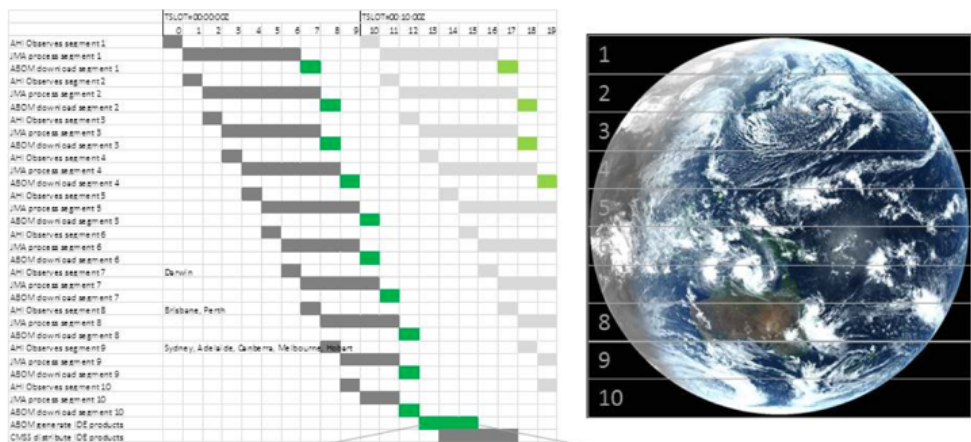 TSLOT=00:00:00Z TSLOT=00:10:00Z
0 1 2 3 4 5 6 7 8 9 10 11 12 13 14 15 16 17 18 19
AHI Observes segment 1
JMA process segment 1
ABOM download segment 1
AHI Observes segment 2
JMA process segment 2
ABOM download segment 2
AHI Observes segment 3
JMA process segment 3
ABOM download segment 3
AHI Observes segment 4
JMA process segment 4
ABOM download segment 4
AHI Observes segment 5
JMA process segment 5
ABOM download segment 5
AHI Observes segment 6
JMA process segment 6
ABOM download segment 6
AHI Observes segment 7 Darwin
JMA process segment 7
ABOM download segment 7
AHI Observes segment 8 Brisbane, Perth
JMA process segment 8
ABOM download segment 8
AHI Observes segment 9 Sydney, Adelaide, Canberra, Melbourne, Hobart
JMA process segment 9
ABOM download segment 9
AHI Observes segment 10
JMA process segment 10
ABOM download segment 10
ABOM generate IDE products
CMSS distribute IDE products
1
2
3
4
5
8
9
10